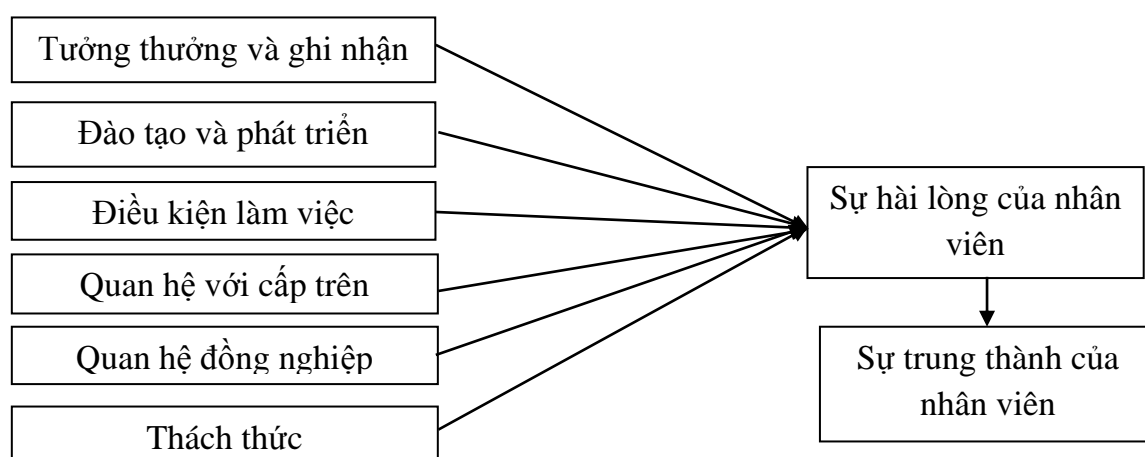 Tưởng thưởng và ghi nhận
Đào tạo và phát triển
Điều kiện làm việc
Quan hệ với cấp trên
Quan hệ đồng nghiệp
Thách thức
Sự hài lòng của nhân
viên
Sự trung thành của
nhân viên